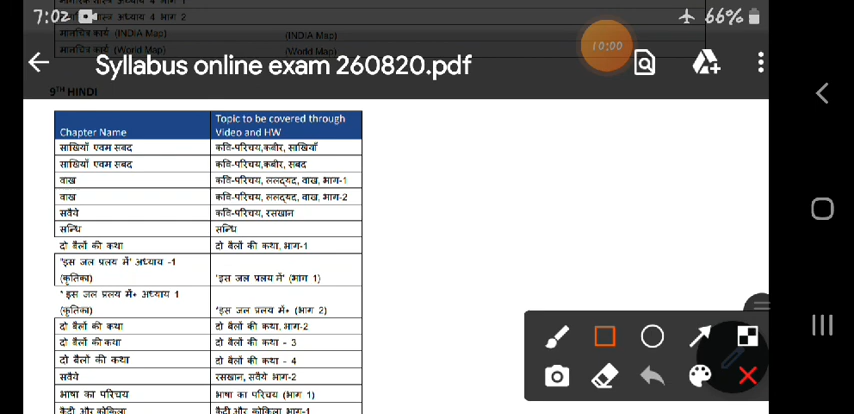 7:02
66%
भाग 2
मानचित्र कार्य (INDIA Map) (INDIA Map)
मानचित्र कार्य (World Map) (World Map)
10:00
Syllabus online exam 260820.pdf
9TH HINDI
Chapter Name Topic to be covered through Video and HW
साखियाँ एवम सबद कवि-परिचय,कबीर, साखियाँ
साखियाँ एवम सबद कवि-परिचय,कबीर, सबद
वाख कवि-परिचय, ललद्यद, वाख, भाग-1
वाख कवि-परिचय, ललद्यद, वाख, भाग-2
सवैये कवि-परिचय, रसखान
सन्धि सन्धि
दो बैलों की कथा दो बैलों की कथा, भाग-1
"इस जल प्रलय में' अध्याय -1
(कृतिका) 'इस जल प्रलय में' (भाग 1)
' इस जल प्रलय में• अध्याय 1
(कृतिका) 'इस जल प्रलय में• (भाग 2)
दो बैलों की कथा दो बैलों की कथा, भाग-2
दो बैलों की कथा दो बैलों की कथा - 3
दो बैलों की कथा दो बैलों की कथा - 4
सवैये रसखान, सवैये भाग-2
भाषा का परिचय भाषा का परिचय (भाग 1)
कैदी और कोकिला कैदी और कोकिला भाग-1